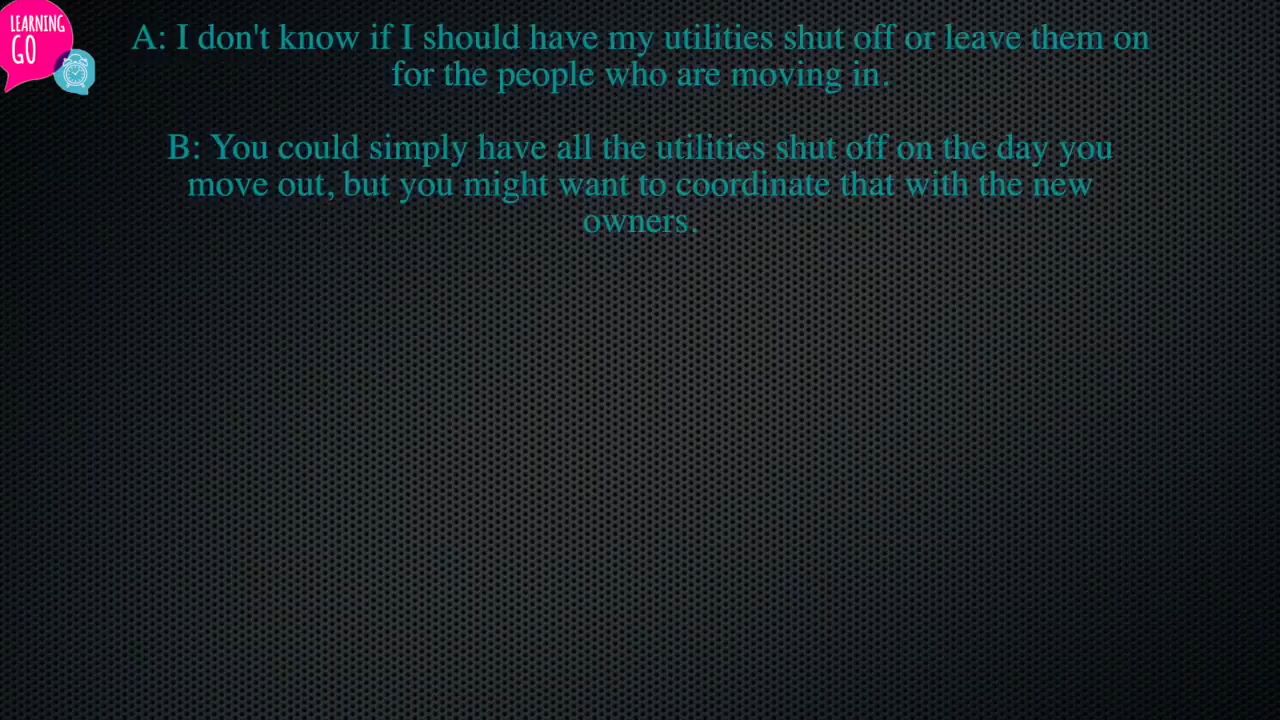 LEARNING
GO
A: I don't know if I should have my utilities shut off or leave them on
for the people who are moving in.
B: You could simply have all the utilities shut off on the day you
move out, but you might want to coordinate that with the new
owners.